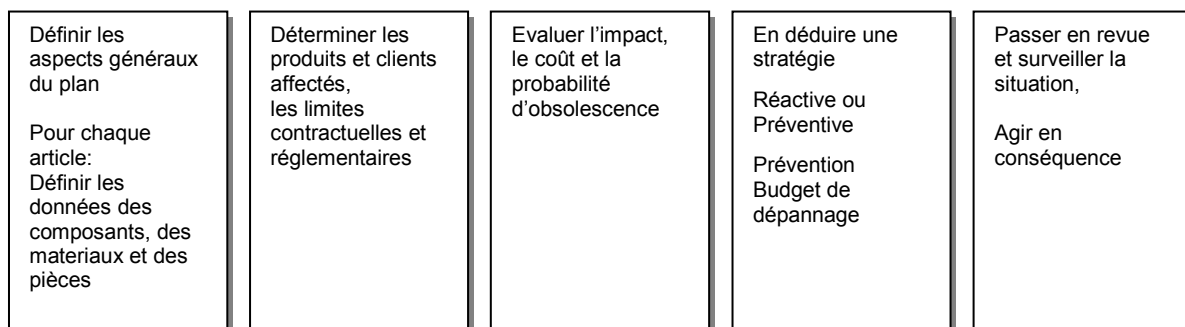 Définir les
aspects généraux
du plan
Pour chaque
article:
Définir les
données des
composants, des
materiaux et des
pièces
Déterminer les
produits et clients
affectés,
les limites
contractuelles et
réglementaires
Evaluer l’impact,
le coût et la
probabilité
d’obsolescence
En déduire une
stratégie
Réactive ou
Préventive
Prévention
Budget de
dépannage
Passer en revue
et surveiller la
situation,
Agir en
conséquence